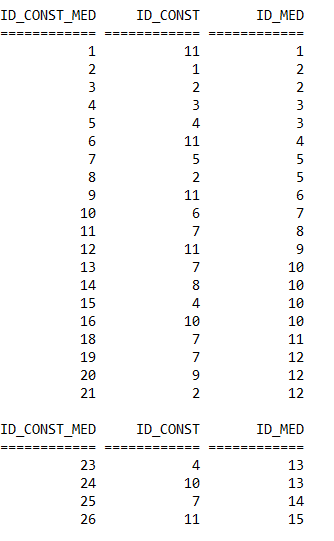 ID_CONST_MED ID_CONST ID_MED
============ ============ ============
1 11 1
2 1 2
3 2 2
4 3 3
5 4 3
6 11 4
7 5 5
8 2 5
9 11 6
10 6 7
11 7 8
12 11 9
13 7 10
14 8 10
15 4 10
16 10 10
18 7 11
19 7 12
20 9 12
21 2 12
ID_CONST_MED ID_CONST ID_MED
============ ============ ============
23 4 13
24 10 13
25 7 14
26 11 15